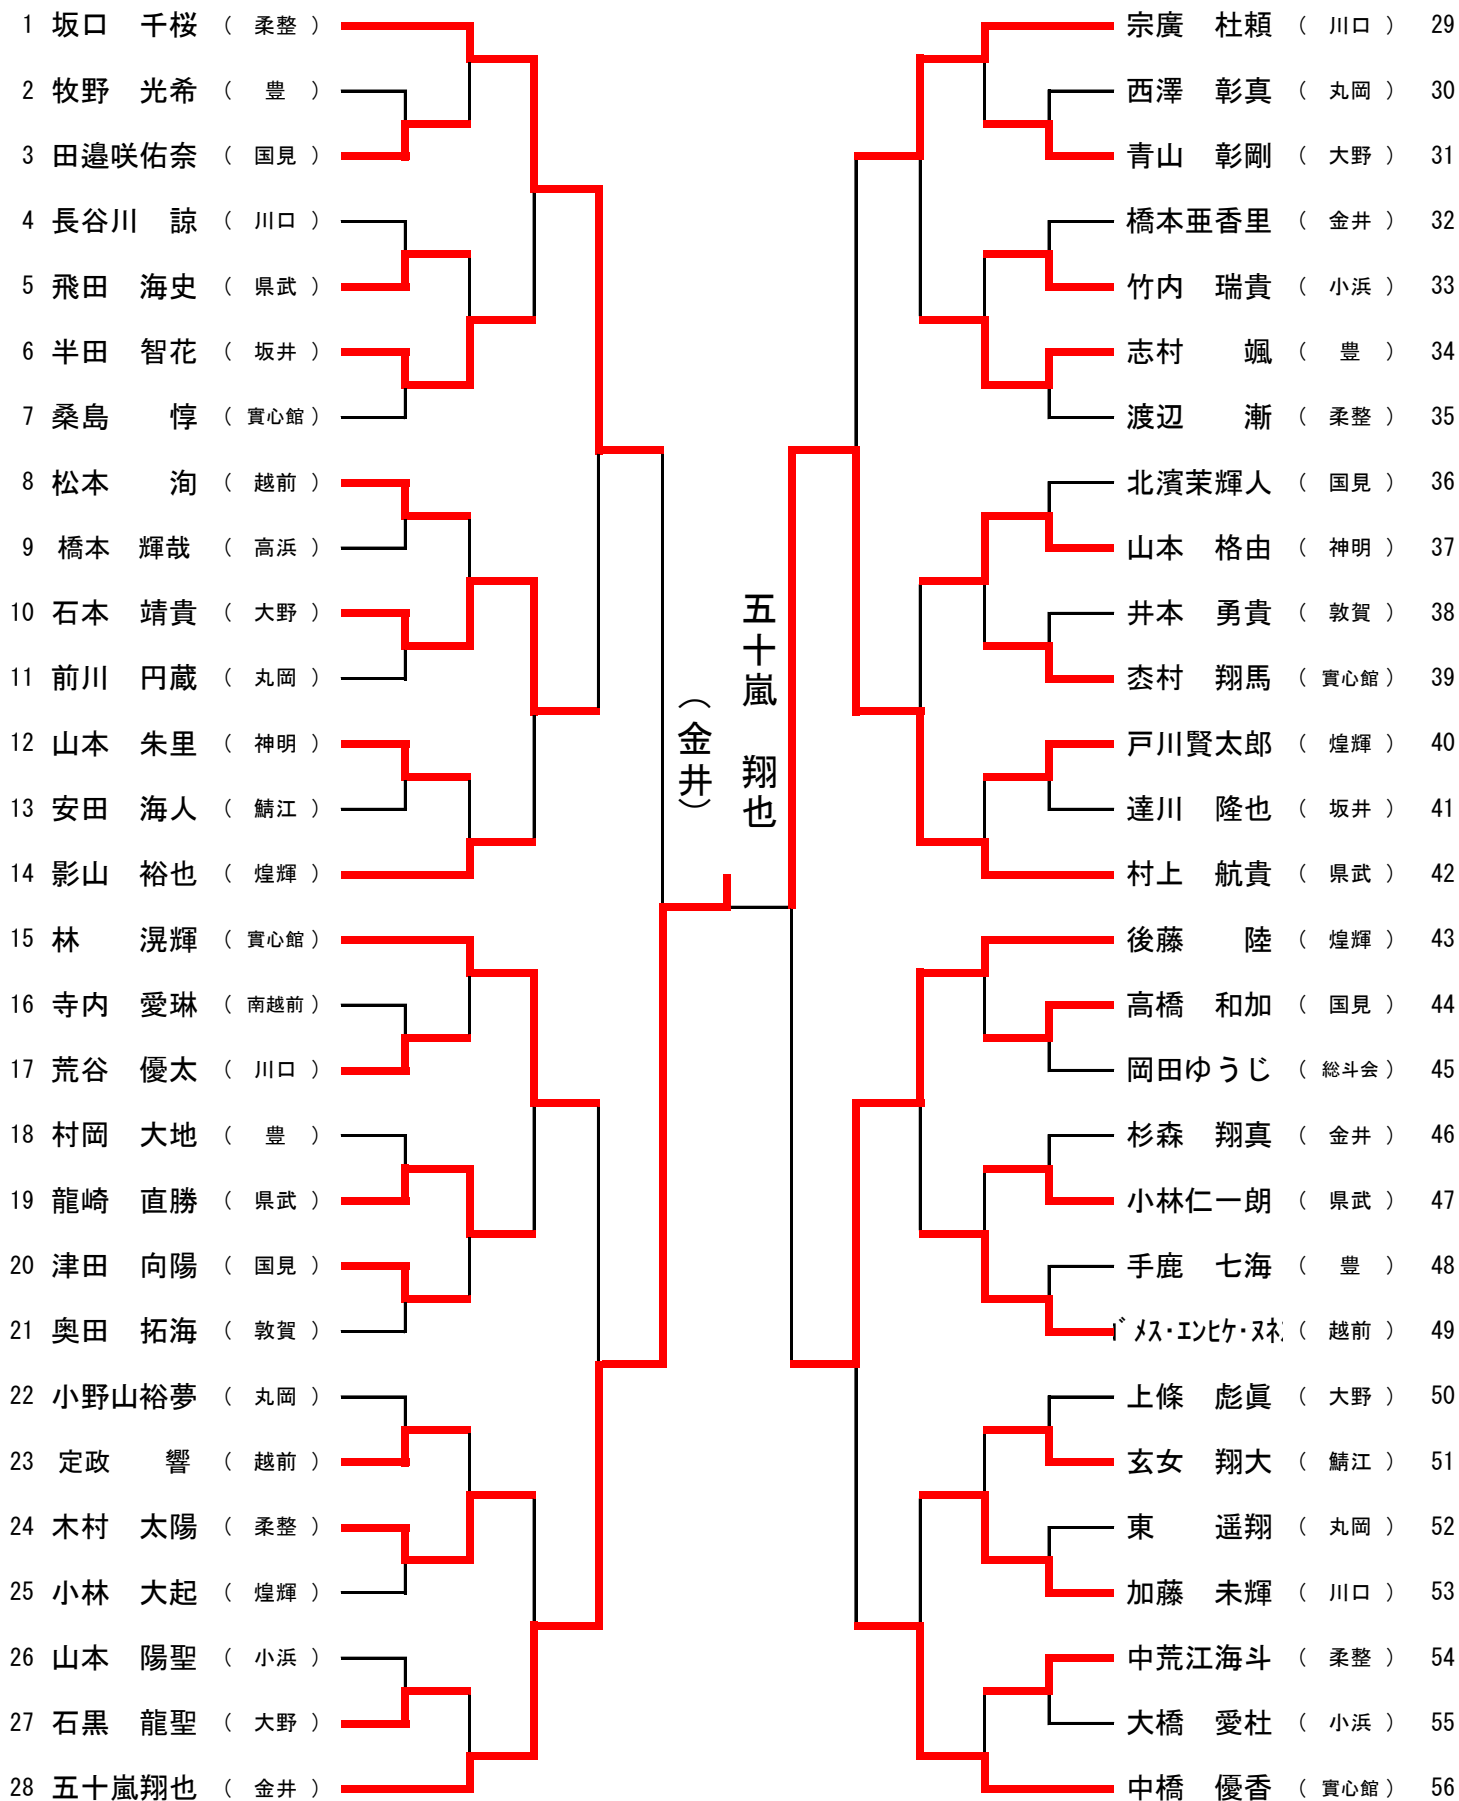 1 坂口 千桜 ( 柔整 )
2 牧野 光希 ( 豊 )
3 田邉咲佑奈 ( 国見 )
4 長谷川 諒 ( 川口 )
5 飛田 海史 ( 県武 )
6 半田 智花 ( 坂井 )
7 桑島 惇 ( 實心館 )
8 松本 洵 ( 越前 )
9 橋本 輝哉 ( 高浜 )
10 石本 靖貴 ( 大野 )
11 前川 円蔵 ( 丸岡 )
12 山本 朱里 ( 神明 )
13 安田 海人 ( 鯖江 )
14 影山 裕也 ( 煌輝 )
15 林 滉輝 ( 實心館 )
16 寺内 愛琳 ( 南越前 )
17 荒谷 優太 ( 川口 )
18 村岡 大地 ( 豊 )
19 龍崎 直勝 ( 県武 )
20 津田 向陽 ( 国見 )
21 奥田 拓海 ( 敦賀 )
22 小野山裕夢 ( 丸岡 )
23 定政 響 ( 越前 )
24 木村 太陽 ( 柔整 )
25 小林 大起 ( 煌輝 )
26 山本 陽聖 ( 小浜 )
27 石黒 龍聖 ( 大野 )
28 五十嵐翔也 ( 金井 )
五十嵐 翔也
(金井)
宗廣 杜頼 ( 川口 ) 29
西澤 彰真 ( 丸岡 ) 30
青山 彰剛 ( 大野 ) 31
橋本亜香里 ( 金井 ) 32
竹内 瑞貴 ( 小浜 ) 33
志村 颯 ( 豊 ) 34
渡辺 漸 ( 柔整 ) 35
北濱茉輝人 ( 国見 ) 36
山本 格由 ( 神明 ) 37
井本 勇貴 ( 敦賀 ) 38
枩村 翔馬 ( 實心館 ) 39
戸川賢太郎 ( 煌輝 ) 40
達川 隆也 ( 坂井 ) 41
村上 航貴 ( 県武 ) 42
後藤 陸 ( 煌輝 ) 43
高橋 和加 ( 国見 ) 44
岡田ゆうじ ( 総斗会 ) 45
杉森 翔真 ( 金井 ) 46
小林仁一朗 ( 県武 ) 47
手鹿 七海 ( 豊 ) 48
メス・エンヒケ・ヌネ ( 越前 ) 49
上條 彪眞 ( 大野 ) 50
玄女 翔大 ( 鯖江 ) 51
東 遥翔 ( 丸岡 ) 52
加藤 未輝 ( 川口 ) 53
中荒江海斗 ( 柔整 ) 54
大橋 愛杜 ( 小浜 ) 55
中橋 優香 ( 實心館 ) 56